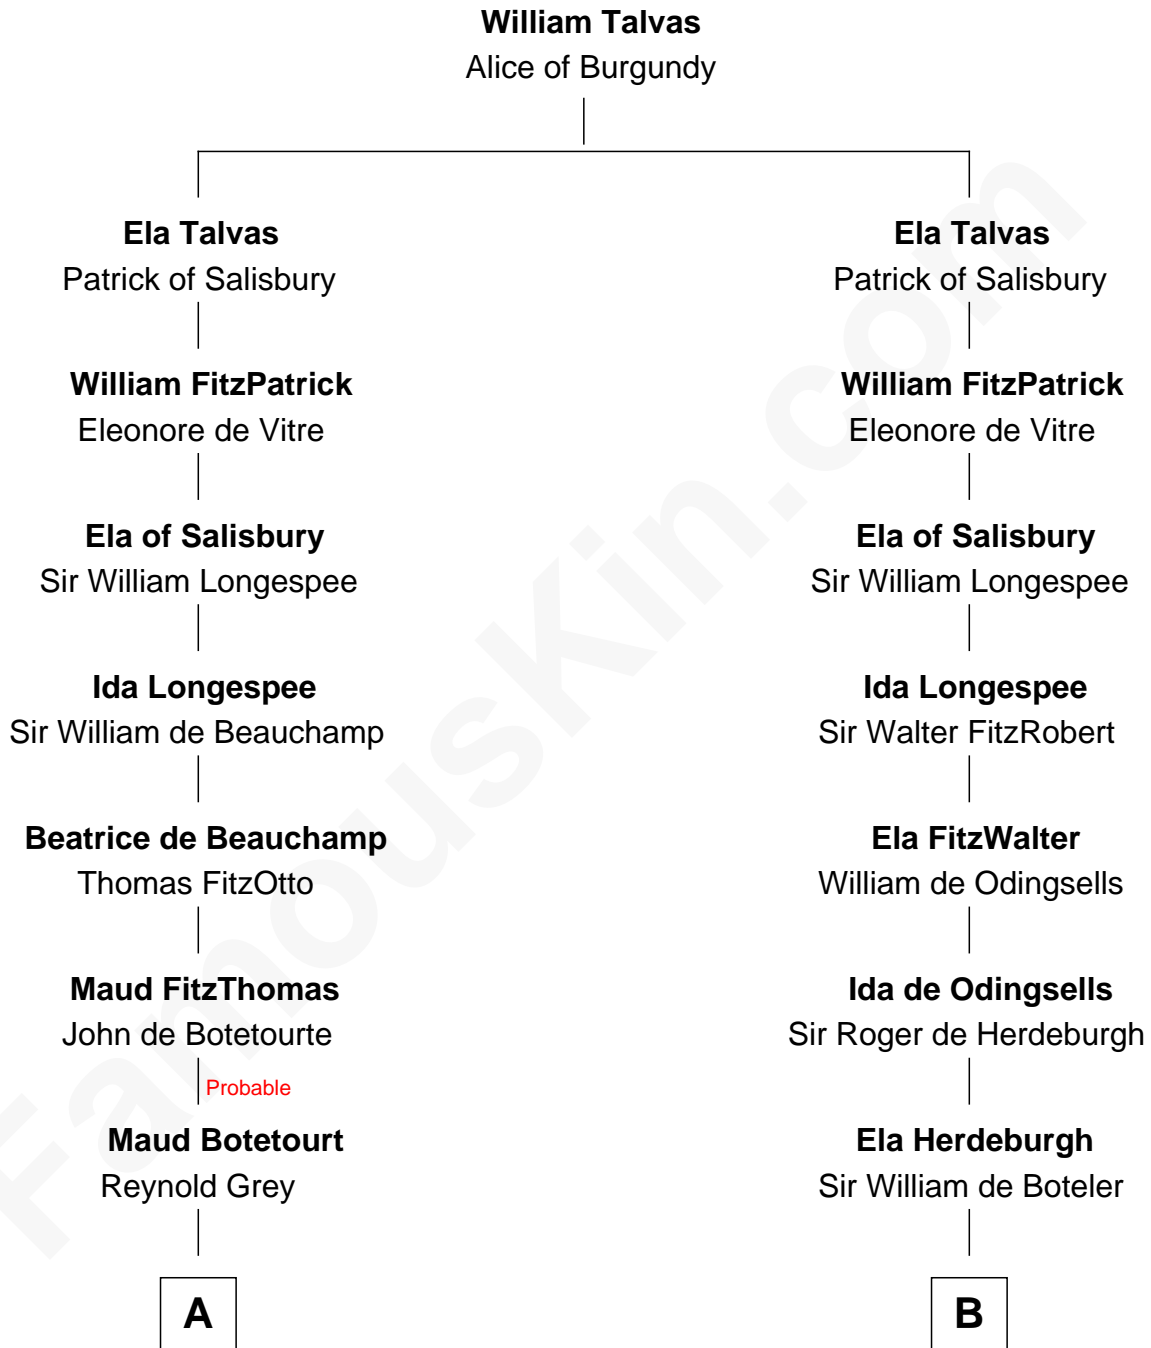 William Talvas
Alice of Burgundy
Ela Talvas
Patrick of Salisbury
William FitzPatrick
Eleonore de Vitre
Ela of Salisbury
Sir William Longespee
Ida Longespee
Sir William de Beauchamp
Beatrice de Beauchamp
Thomas FitzOtto
Maud FitzThomas
John de Botetourte
Probable
Maud Botetourt
Reynold Grey
A
Ela Talvas
Patrick of Salisbury
William FitzPatrick
Eleonore de Vitre
Ela of Salisbury
Sir William Longespee
Ida Longespee
Sir Walter FitzRobert
Ela FitzWalter
William de Odingsells
Ida de Odingsells
Sir Roger de Herdeburgh
Ela Herdeburgh
Sir William de Boteler
B
FamousKin.com